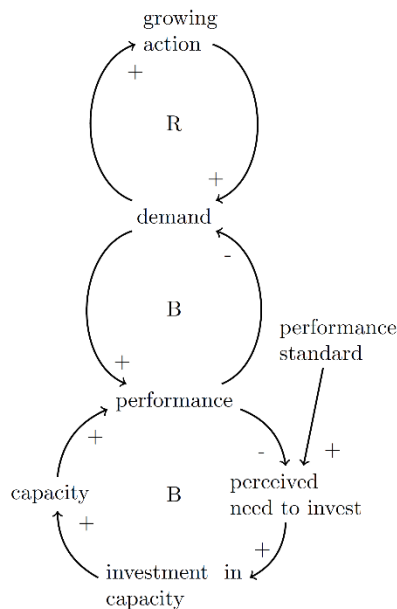 growing
action
+
R
+
demand
-
B
performance
standard
+
performance
+
-
+
capacity
B
perceived
need to invest
+
+
investment in
capacity